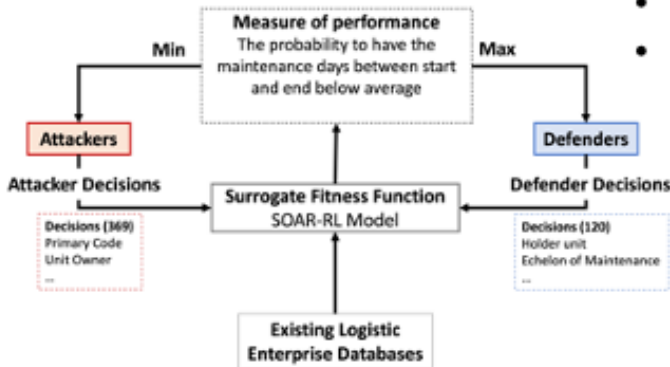 Measure of performance
Min
The probability to have the
Max
maintenance days between start
and end below average
Attackers
Defenders
Attacker Decisions
Defender Decisions
Surrogate Fitness Function
SOAR-RL Model
Decisions (369)
Primary Code
Unit Owner
...
Decisions (120)
Holder unit
Echelon of Maintenance
...
Existing Logistic
Enterprise Databases